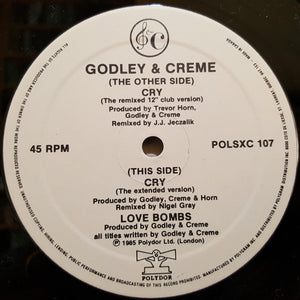 &C
GODLEY & CREME
(THE OTHER SIDE)
CRY
(The remixed 12" club version)
Produced by Trevor Horn,
Godley & Creme
Remixed by J.J. Jeczalik
45 RPM
POLSXC 107
(THIS SIDE)
CRY
(The extended version)
Produced by Godley, Creme & Horn
Remixed by Nigel Gray
LOVE BOMBS
Produced by Godley & Creme
all titles written by Godley & Creme
℗ 1985 Polydor Ltd. (London)
POLYDOR